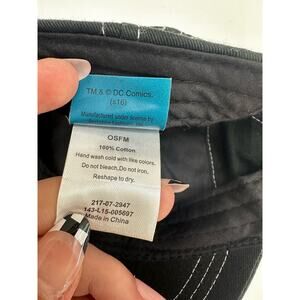 TM & © DC Comics.
(s16)
Manufactured under license by
OSFM
100% Cotton
Hand wash cold with like colors.
Do not bleach,Do not iron,
Reshape to dry.
217-07-2947
143-L15-005697
Made in China